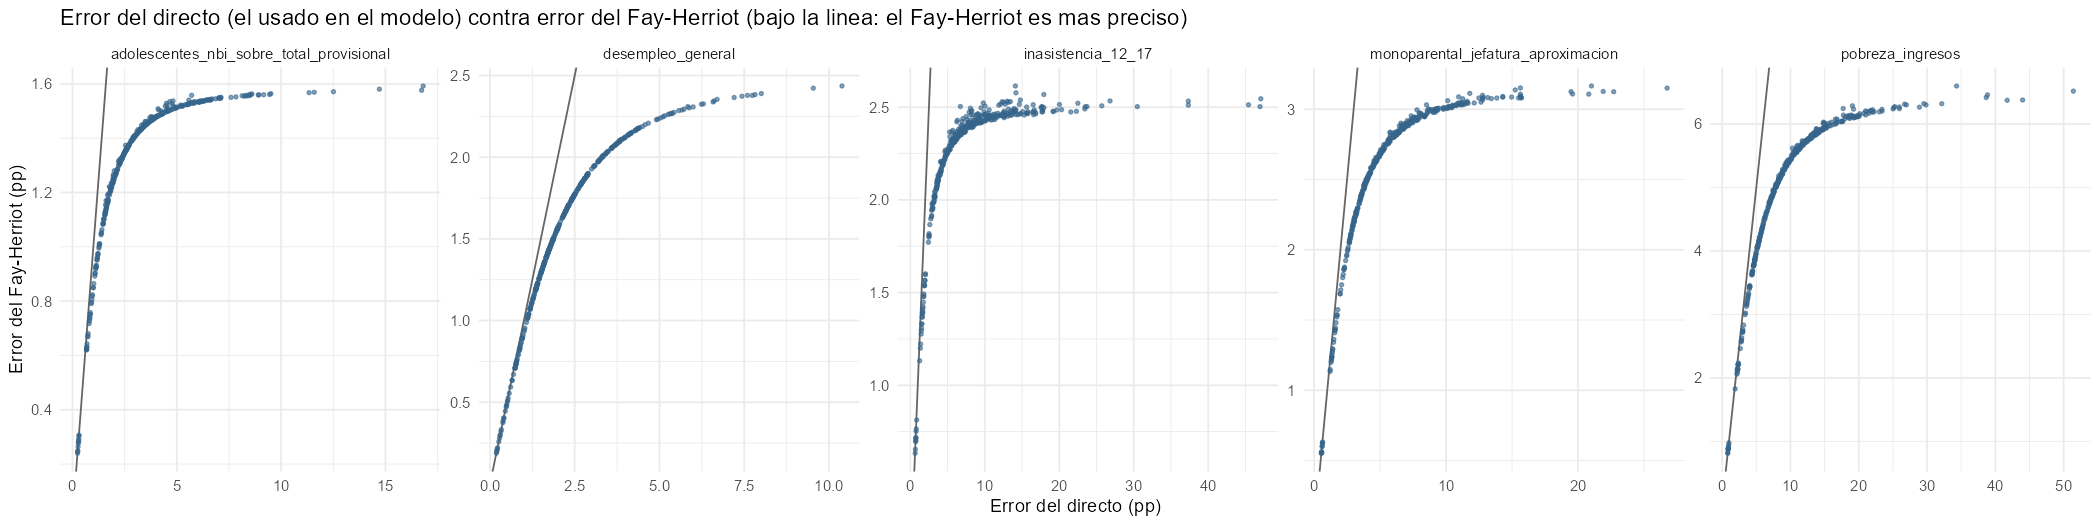 Error del directo (el usado en el modelo) contra error del Fay-Herriot (bajo la linea: el Fay-Herriot es mas preciso)
adolescentes_nbi_sobre_total_provisional
desempleo_general
inasistencia_12_17
monoparental_jefatura_aproximacion
pobreza_ingresos
Error del Fay-Herriot (pp)
1.6
1.2
0.8
0.4
0 5 10 15
2.5
2.0
1.5
1.0
0.5
0.0 2.5 5.0 7.5 10.0
2.5
2.0
1.5
1.0
0 10 20 30 40
3
2
1
0 10 20
6
4
2
0 10 20 30 40 50
Error del directo (pp)